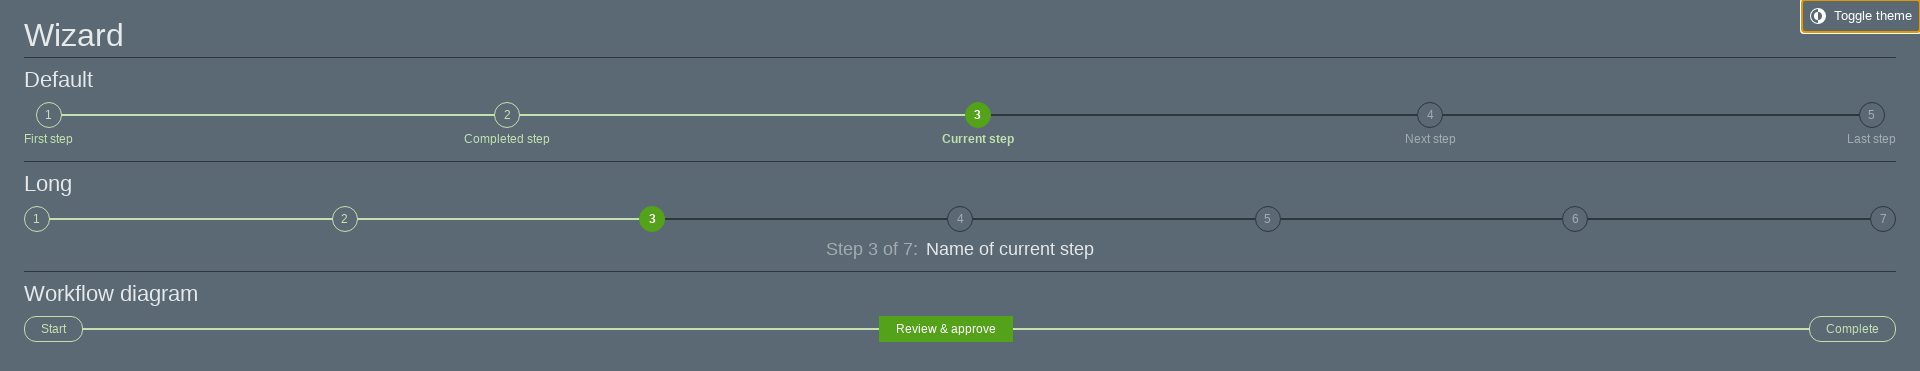 Wizard
Toggle theme
Default
1 2 3 4 5
First step Completed step Current step Next step Last step
Long
1 2 3 4 5 6 7
Step 3 of 7: Name of current step
Workflow diagram
Start Review & approve Complete